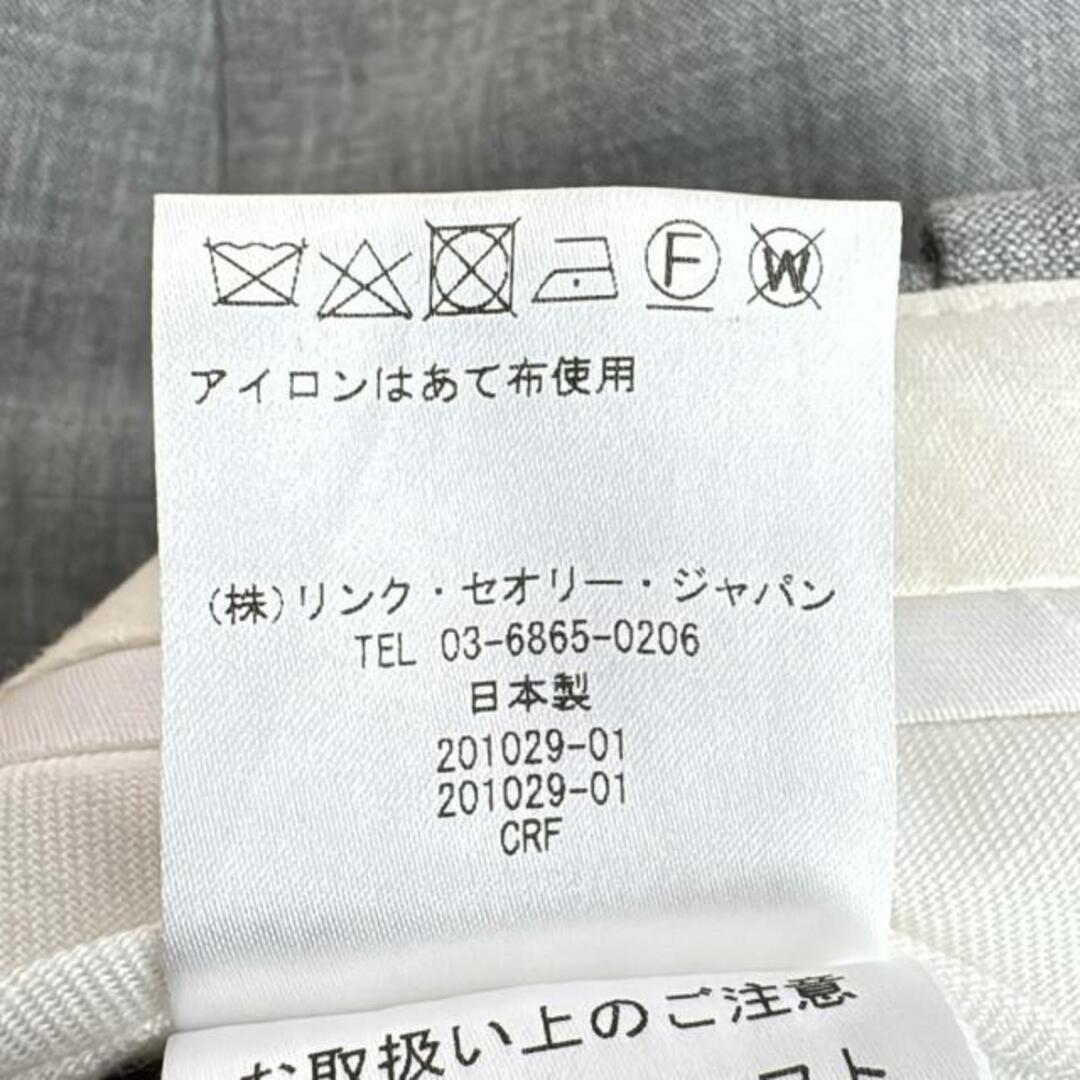 F W
アイロンはあて布使用
(株)リンク・セオリー・ジャパン
TEL 03-6865-0206
日本製
201029-01
201029-01
CRF
お取扱い上のご注意